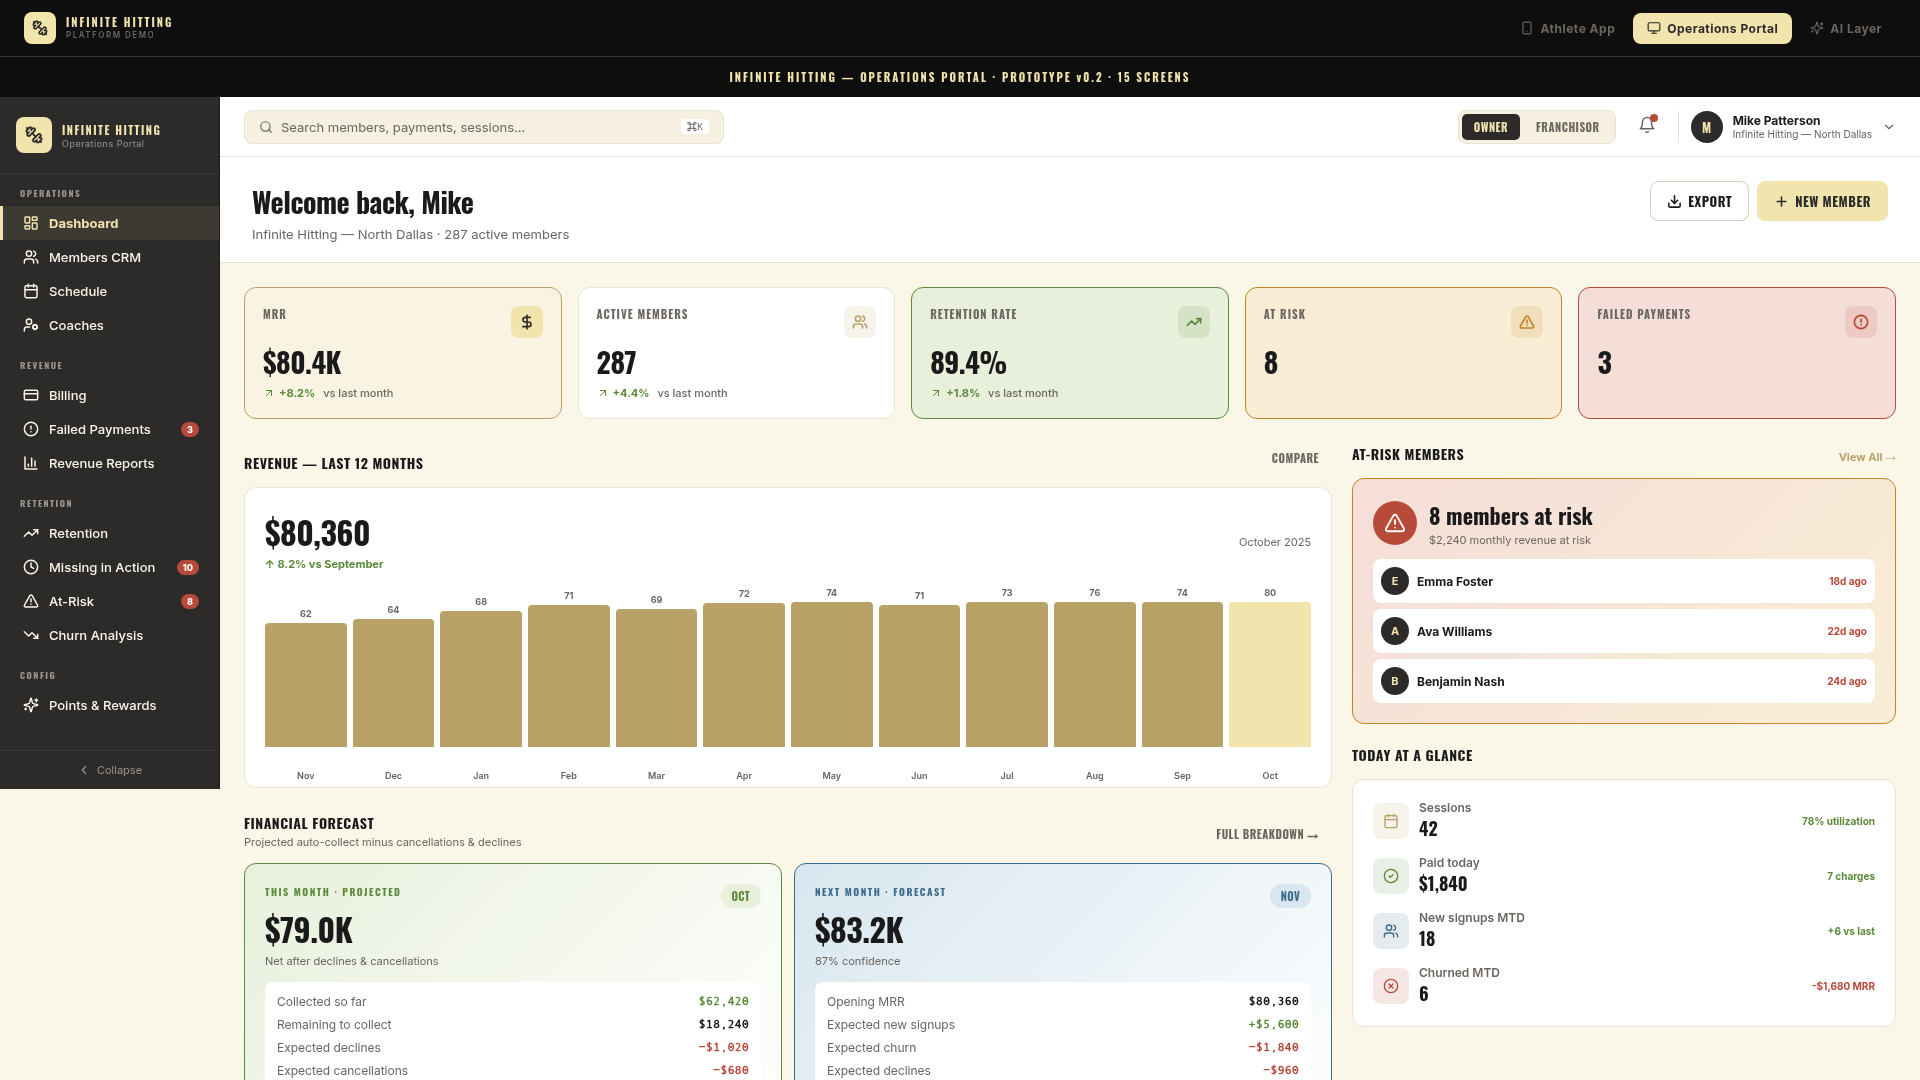 INFINITE HITTING
PLATFORM DEMO
Athlete App
Operations Portal
AI Layer
INFINITE HITTING — OPERATIONS PORTAL · PROTOTYPE v0.2 · 15 SCREENS
INFINITE HITTING
Operations Portal
OPERATIONS
Dashboard
Members CRM
Schedule
Coaches
REVENUE
Billing
Failed Payments 3
Revenue Reports
RETENTION
Retention
Missing in Action 10
At-Risk 8
Churn Analysis
CONFIG
Points & Rewards
Collapse
Search members, payments, sessions... ⌘K
OWNER
FRANCHISOR
M
Mike Patterson
Infinite Hitting — North Dallas
Welcome back, Mike
Infinite Hitting — North Dallas · 287 active members
EXPORT
NEW MEMBER
MRR
$80.4K
+8.2% vs last month
ACTIVE MEMBERS
287
+4.4% vs last month
RETENTION RATE
89.4%
+1.8% vs last month
AT RISK
8
FAILED PAYMENTS
3
REVENUE — LAST 12 MONTHS
COMPARE
$80,360
↑ 8.2% vs September
October 2025
62 64 68 71 69 72 74 71 73 76 74 80
Nov Dec Jan Feb Mar Apr May Jun Jul Aug Sep Oct
FINANCIAL FORECAST
Projected auto-collect minus cancellations & declines
FULL BREAKDOWN →
THIS MONTH · PROJECTED
OCT
$79.0K
Net after declines & cancellations
Collected so far $62,420
Remaining to collect $18,240
Expected declines −$1,020
Expected cancellations −$680
NEXT MONTH · FORECAST
NOV
$83.2K
87% confidence
Opening MRR $80,360
Expected new signups +$5,600
Expected churn −$1,840
Expected declines −$960
AT-RISK MEMBERS
View All →
8 members at risk
$2,240 monthly revenue at risk
E Emma Foster 18d ago
A Ava Williams 22d ago
B Benjamin Nash 24d ago
TODAY AT A GLANCE
Sessions
42
78% utilization
Paid today
$1,840
7 charges
New signups MTD
18
+6 vs last
Churned MTD
6
-$1,680 MRR